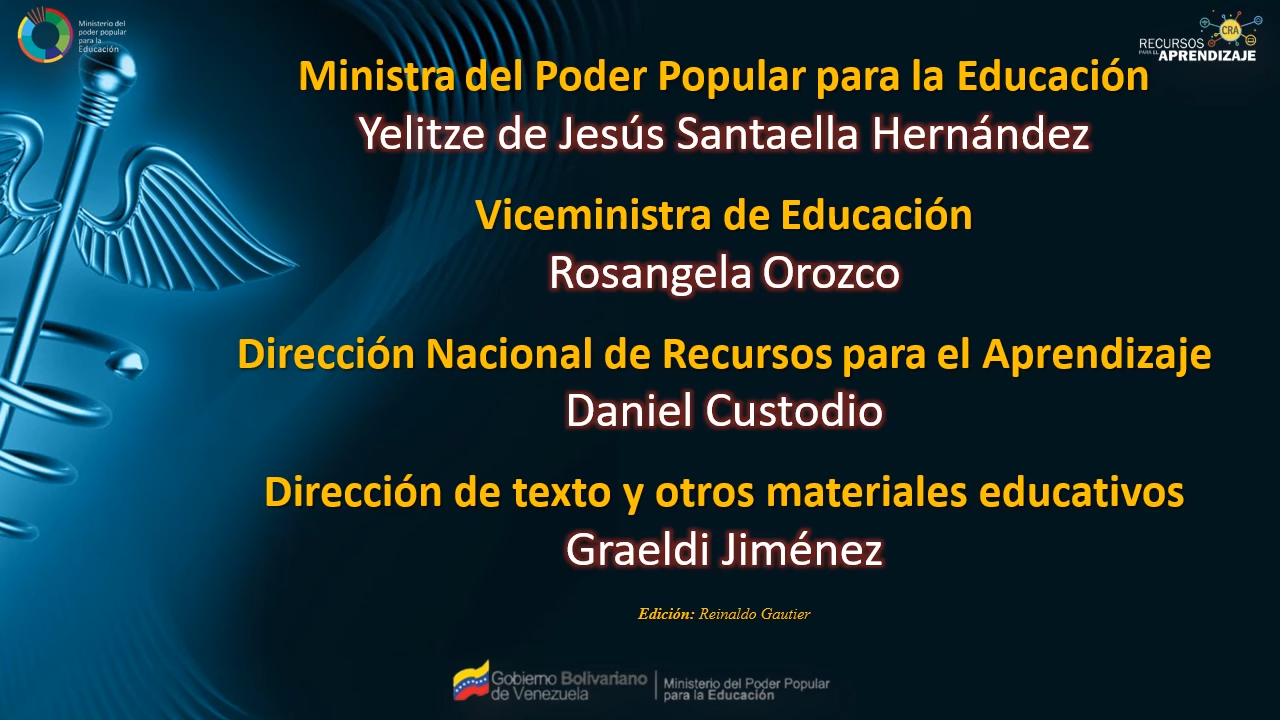 Ministerio del
poder popular
para la
Educación
CRA
RECURSOS
PARA EL APRENDIZAJE
Ministra del Poder Popular para la Educación
Yelitze de Jesús Santaella Hernández
Viceministra de Educación
Rosangela Orozco
Dirección Nacional de Recursos para el Aprendizaje
Daniel Custodio
Dirección de texto y otros materiales educativos
Graeldi Jiménez
Edición: Reinaldo Gautier
Gobierno Bolivariano
de Venezuela
Ministerio del Poder Popular
para la Educación